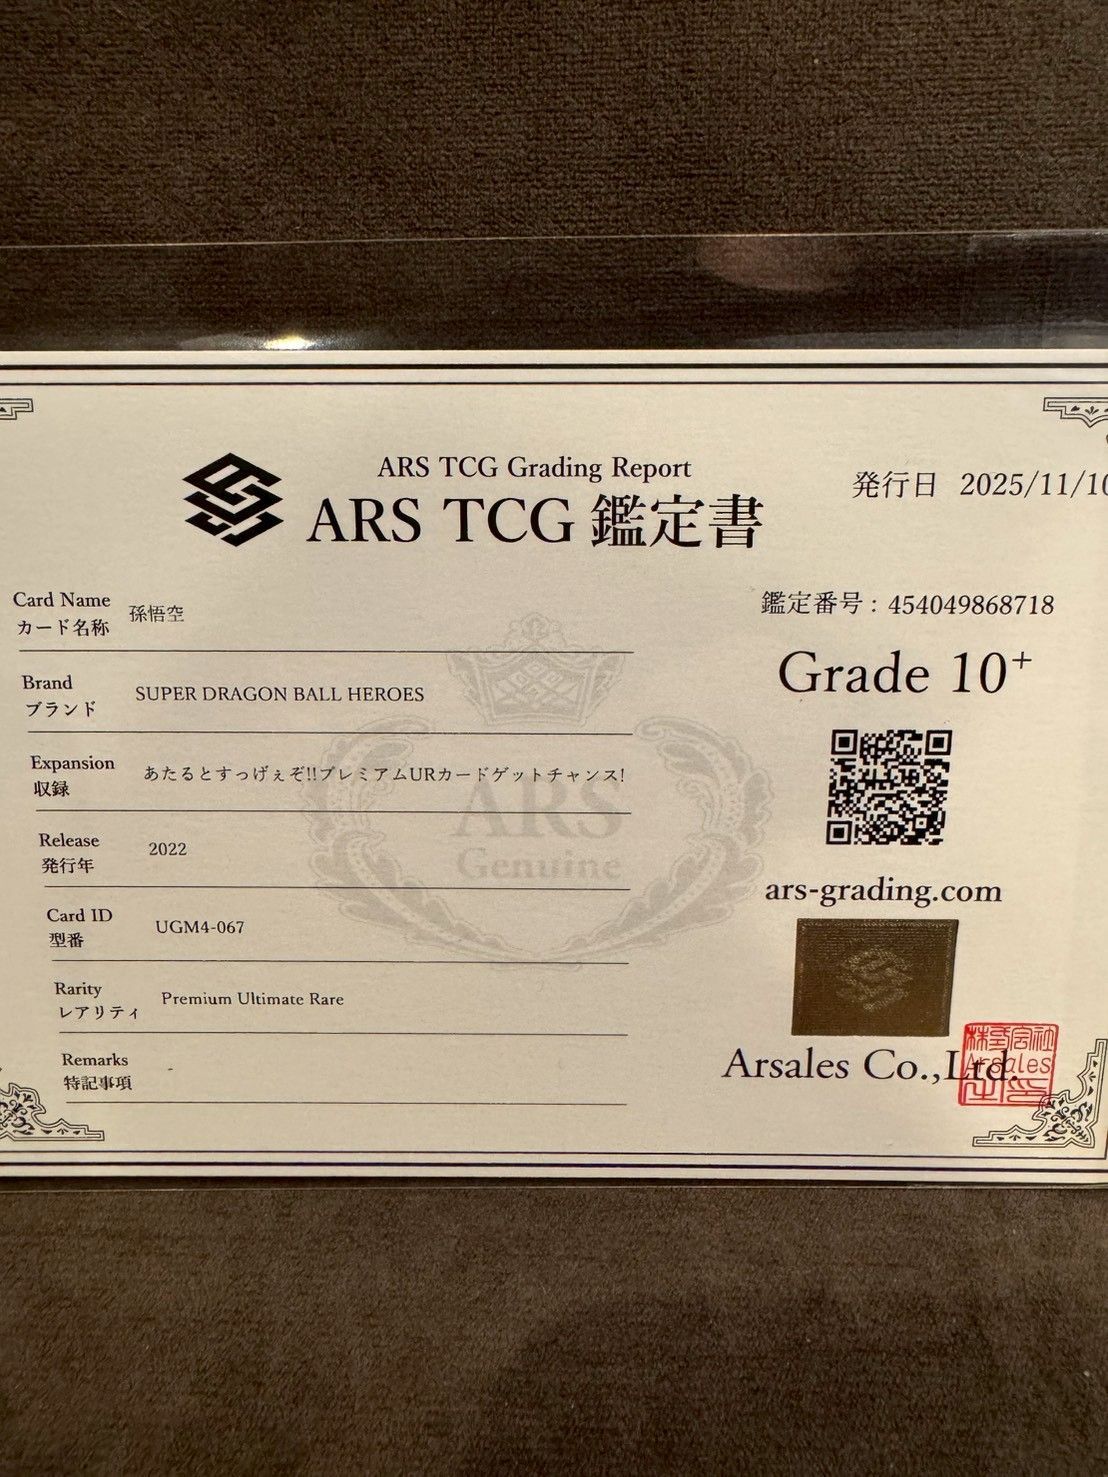 ARS TCG Grading Report
ARS TCG 鑑定書
発行日 2025/11/10
Card Name
カード名称
孫悟空
鑑定番号：454049868718
Grade 10+
Brand
ブランド
SUPER DRAGON BALL HEROES
Expansion
収録
あたるとすっげぇぞ!!プレミアムURカードゲットチャンス!
ARS
Genuine
Release
発行年
2022
ars-grading.com
Card ID
型番
UGM4-067
Rarity
レアリティ
Premium Ultimate Rare
Remarks
特記事項
-
Arsales Co.,Ltd.
株式会社
Arsales